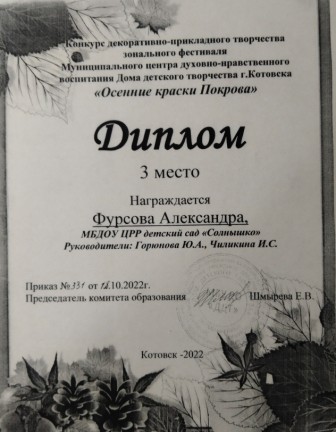 Конкурс декоративно-прикладного творчества
зонального фестиваля
Муниципального центра духовно-нравственного
воспитания Дома детского творчества г.Котовска
«Осенние краски Покрова»
Диплом
3 место
Награждается
Фурсова Александра,
МБДОУ ЦРР детский сад «Солнышко»
Руководители: Горюпова Ю.А., Чиликина И.С.
Приказ №331 от .10.2022г.
Председатель комитета образования Шмырева Е.В.
Котовск -2022